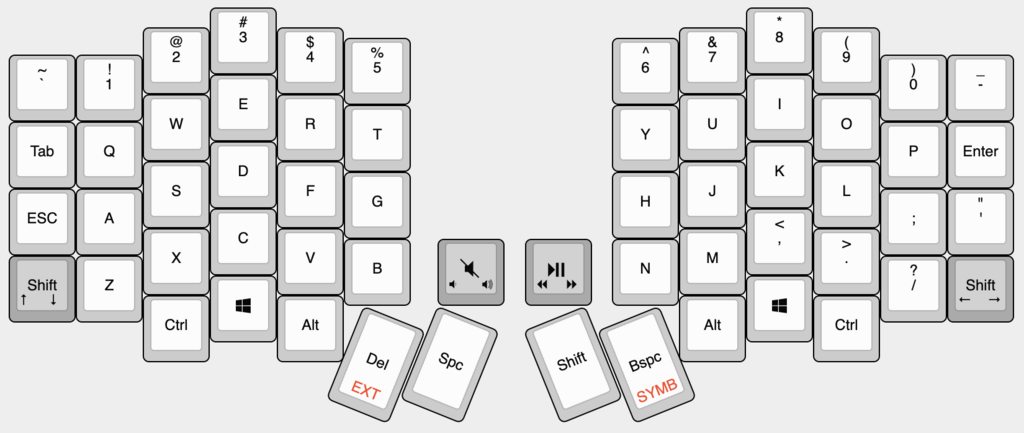 ~
`
!
1
@
2
#
3
$
4
%
5
^
6
&
7
*
8
(
9
)
0
_
-
Tab
Q
W
E
R
T
Y
U
I
O
P
Enter
ESC
A
S
D
F
G
H
J
K
L
;
"
'
Shift
↑ ↓
Z
X
C
V
B
N
M
<
,
>
.
?
/
Shift
← →
Ctrl
Alt
Del
EXT
Spc
Shift
Bspc
SYMB
Alt
Ctrl